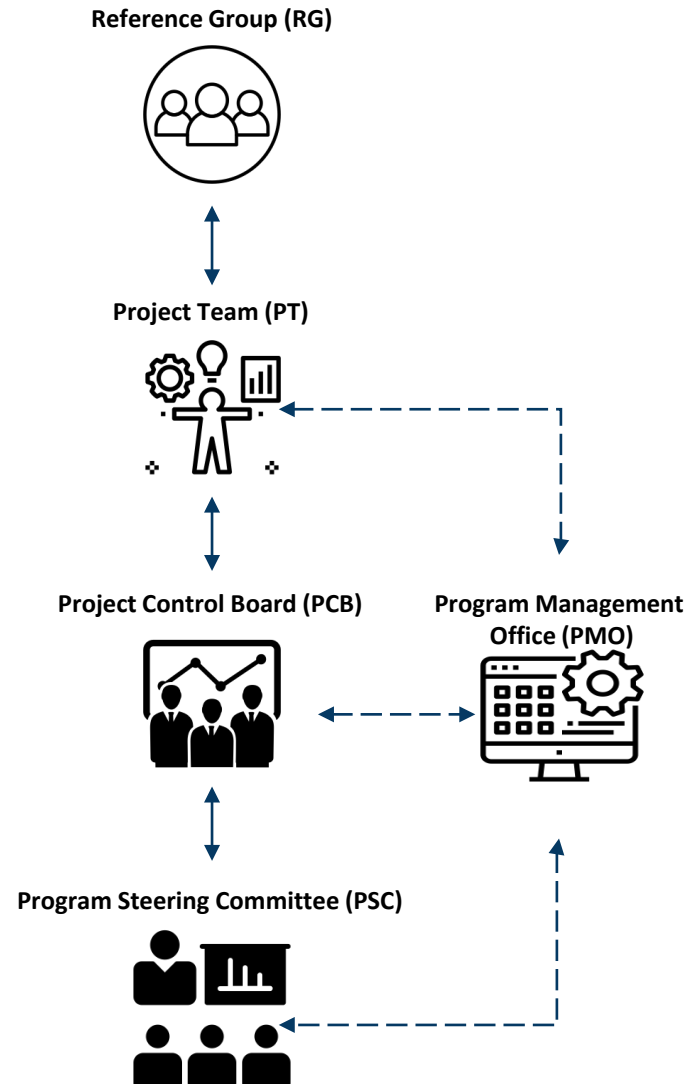 Reference Group (RG)
Project Team (PT)
Project Control Board (PCB)
Program Management
Office (PMO)
Program Steering Committee (PSC)